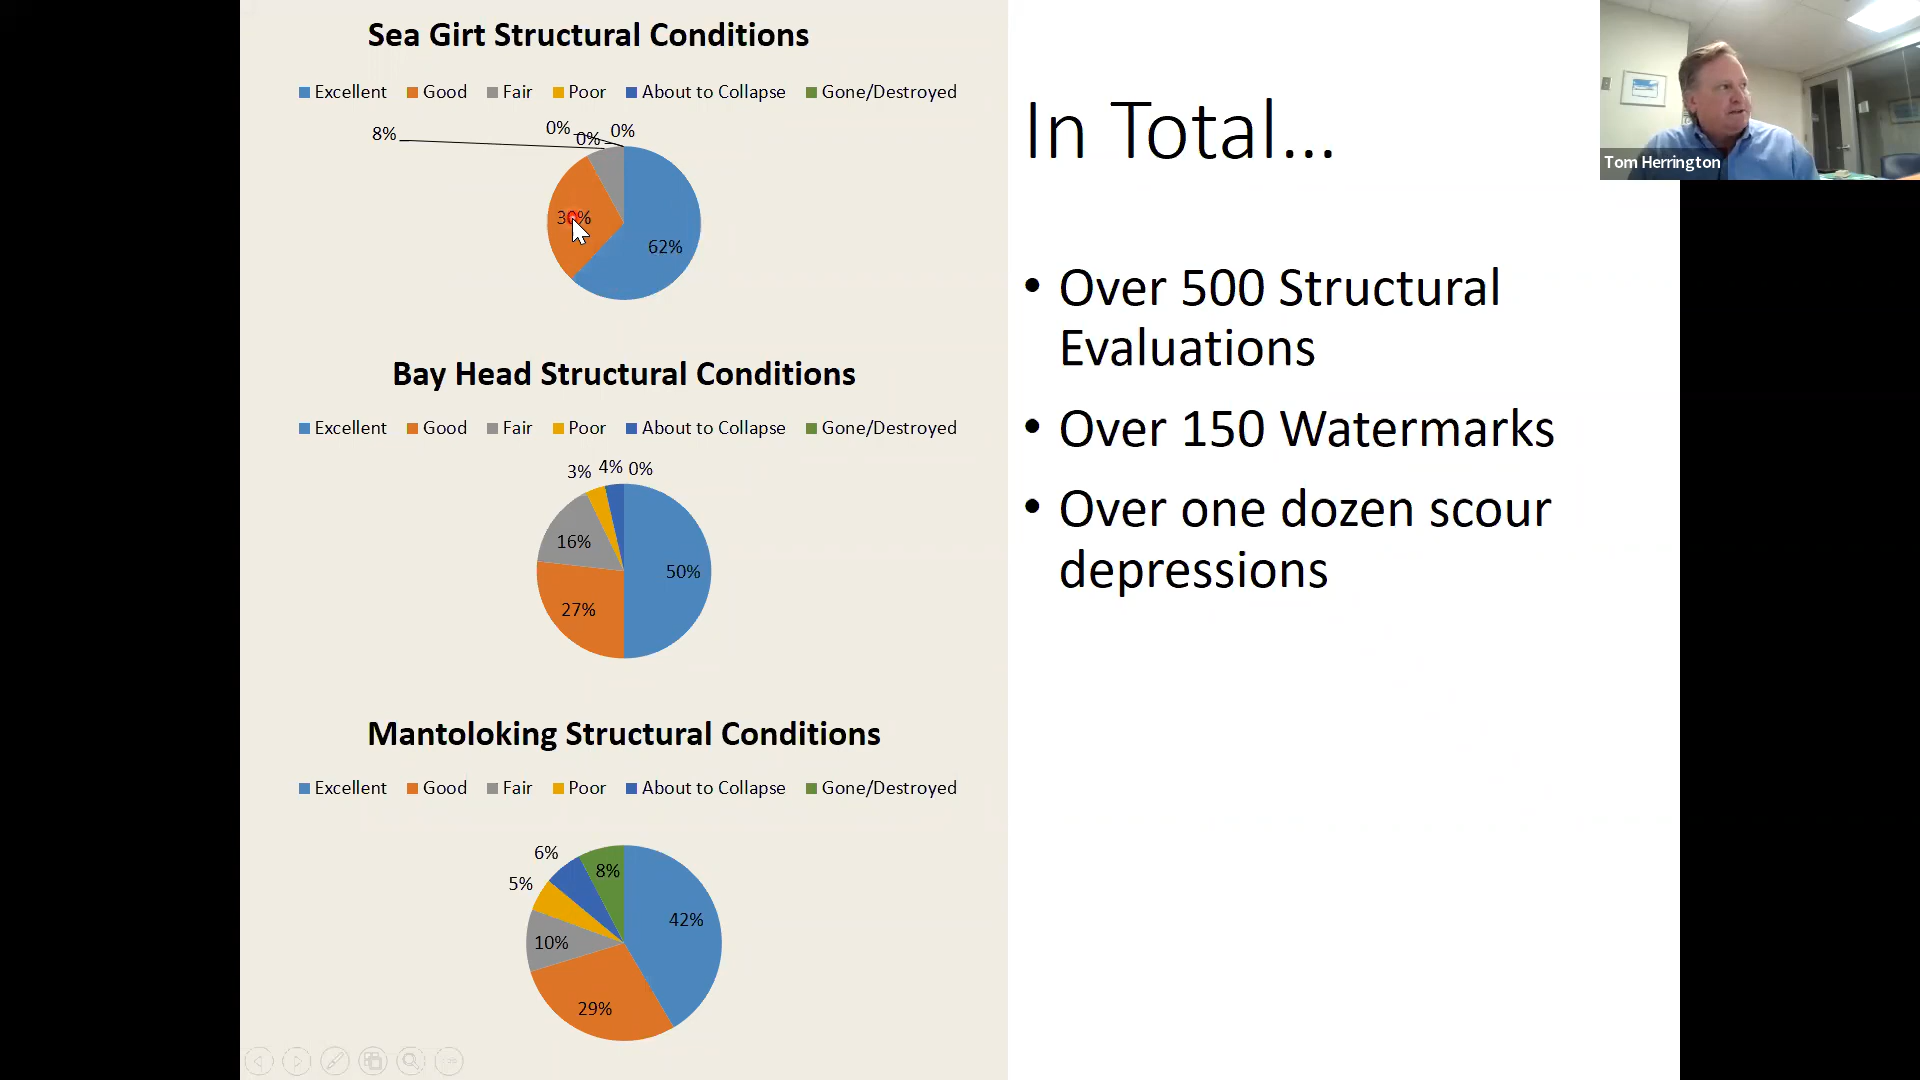 Sea Girt Structural Conditions
Excellent Good Fair Poor About to Collapse Gone/Destroyed
8% 0% 0% 0%
30%
62%
Bay Head Structural Conditions
Excellent Good Fair Poor About to Collapse Gone/Destroyed
3% 4% 0%
16%
50%
27%
Mantoloking Structural Conditions
Excellent Good Fair Poor About to Collapse Gone/Destroyed
6%
8%
5%
42%
10%
29%
In Total...
• Over 500 Structural
Evaluations
• Over 150 Watermarks
• Over one dozen scour
depressions
Tom Herrington